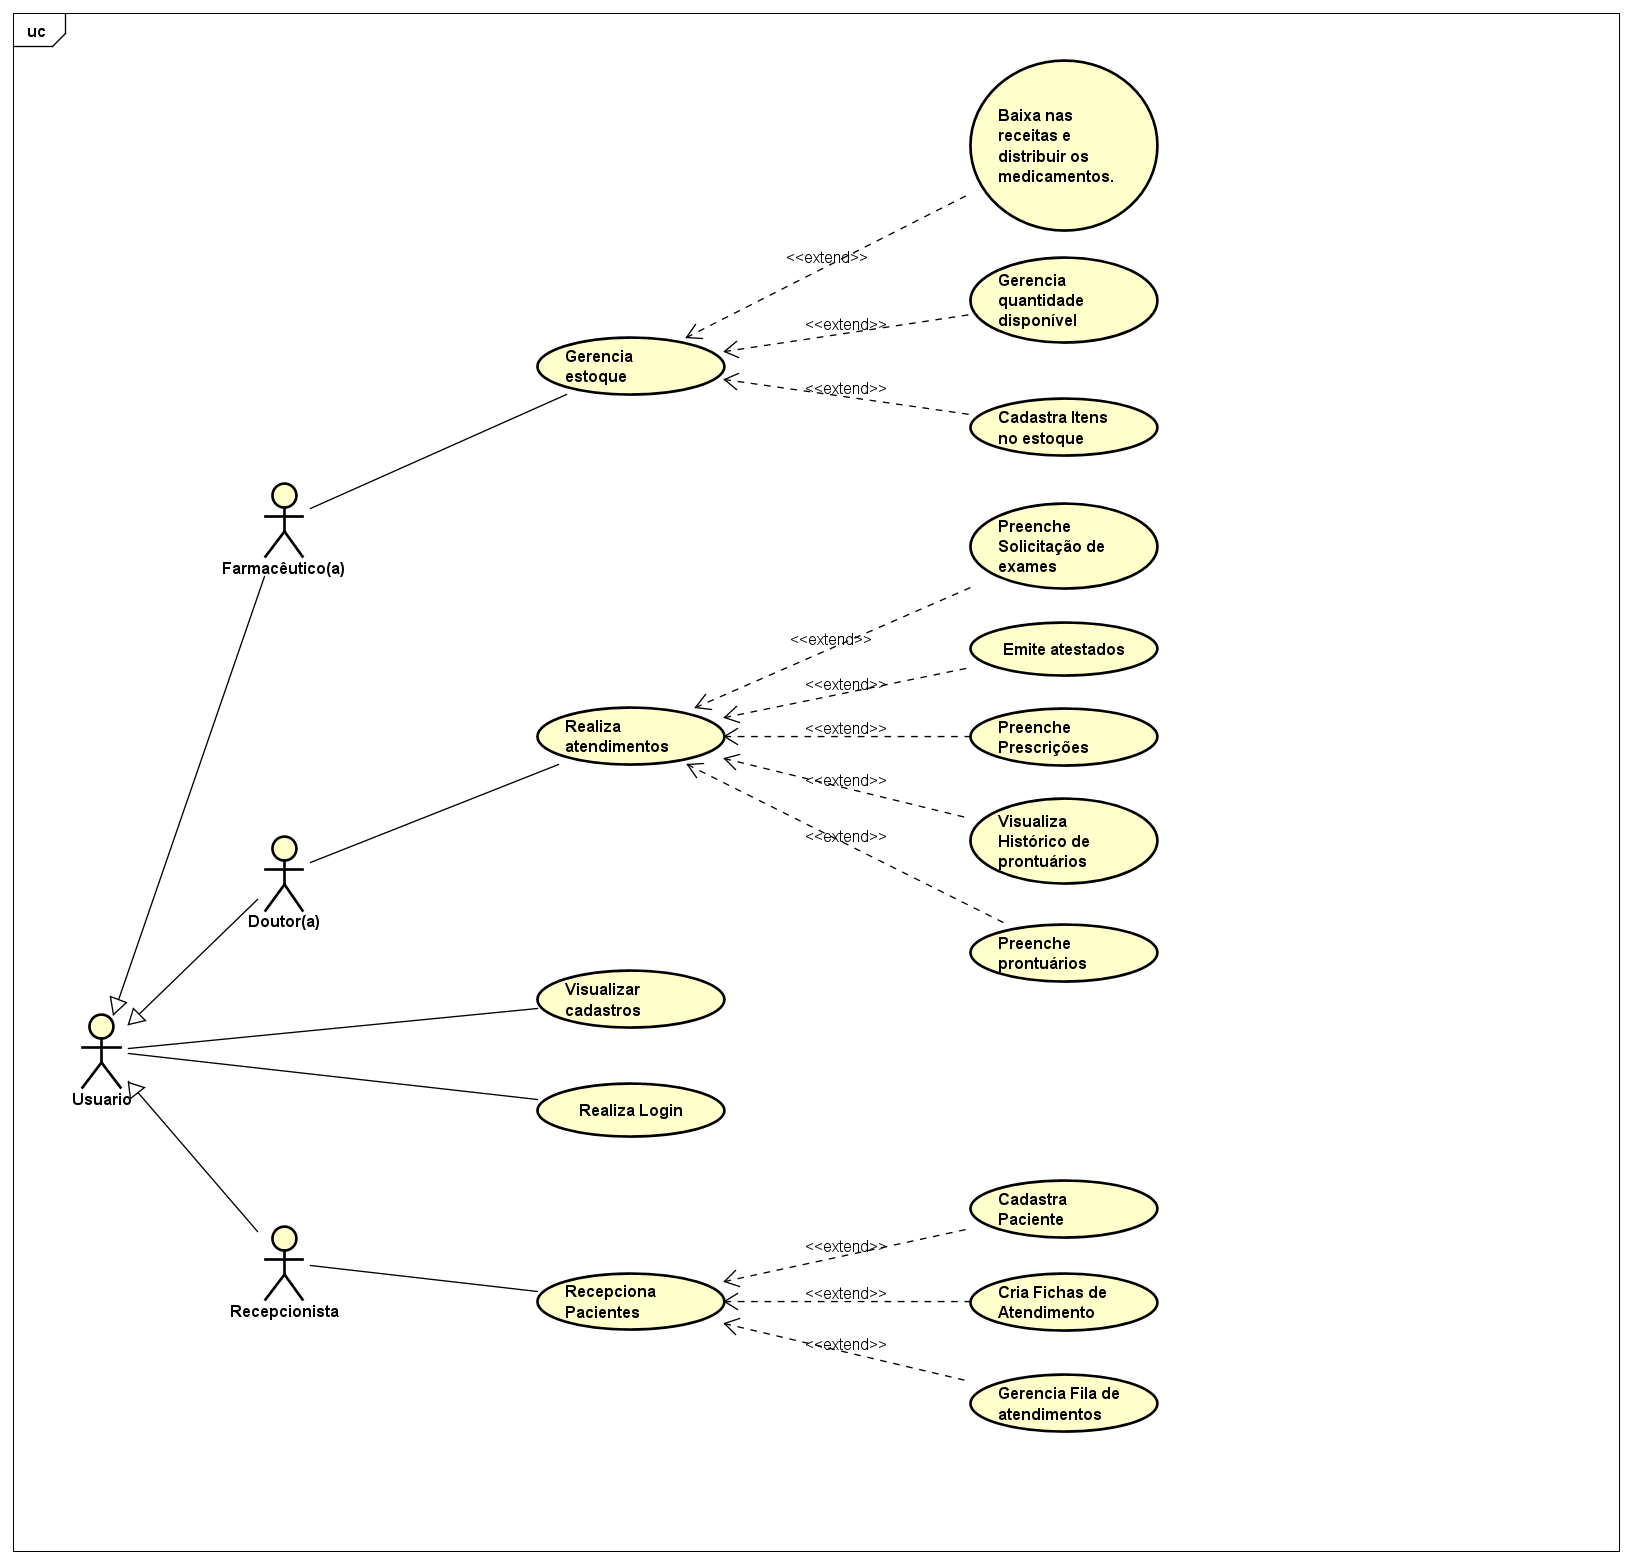 uc
Baixa nas
receitas e
distribuir os
medicamentos.
<<extend>>
Gerencia
quantidade
disponível
<<extend>>
Gerencia
estoque
<<extend>>
Cadastra Itens
no estoque
Farmacêutico(a)
Preenche
Solicitação de
exames
<<extend>>
Emite atestados
<<extend>>
Realiza
atendimentos
<<extend>>
Preenche
Prescrições
<<extend>>
Visualiza
Histórico de
prontuários
<<extend>>
Doutor(a)
Preenche
prontuários
Visualizar
cadastros
Usuario
Realiza Login
Cadastra
Paciente
<<extend>>
Recepcionista
Recepciona
Pacientes
<<extend>>
Cria Fichas de
Atendimento
<<extend>>
Gerencia Fila de
atendimentos